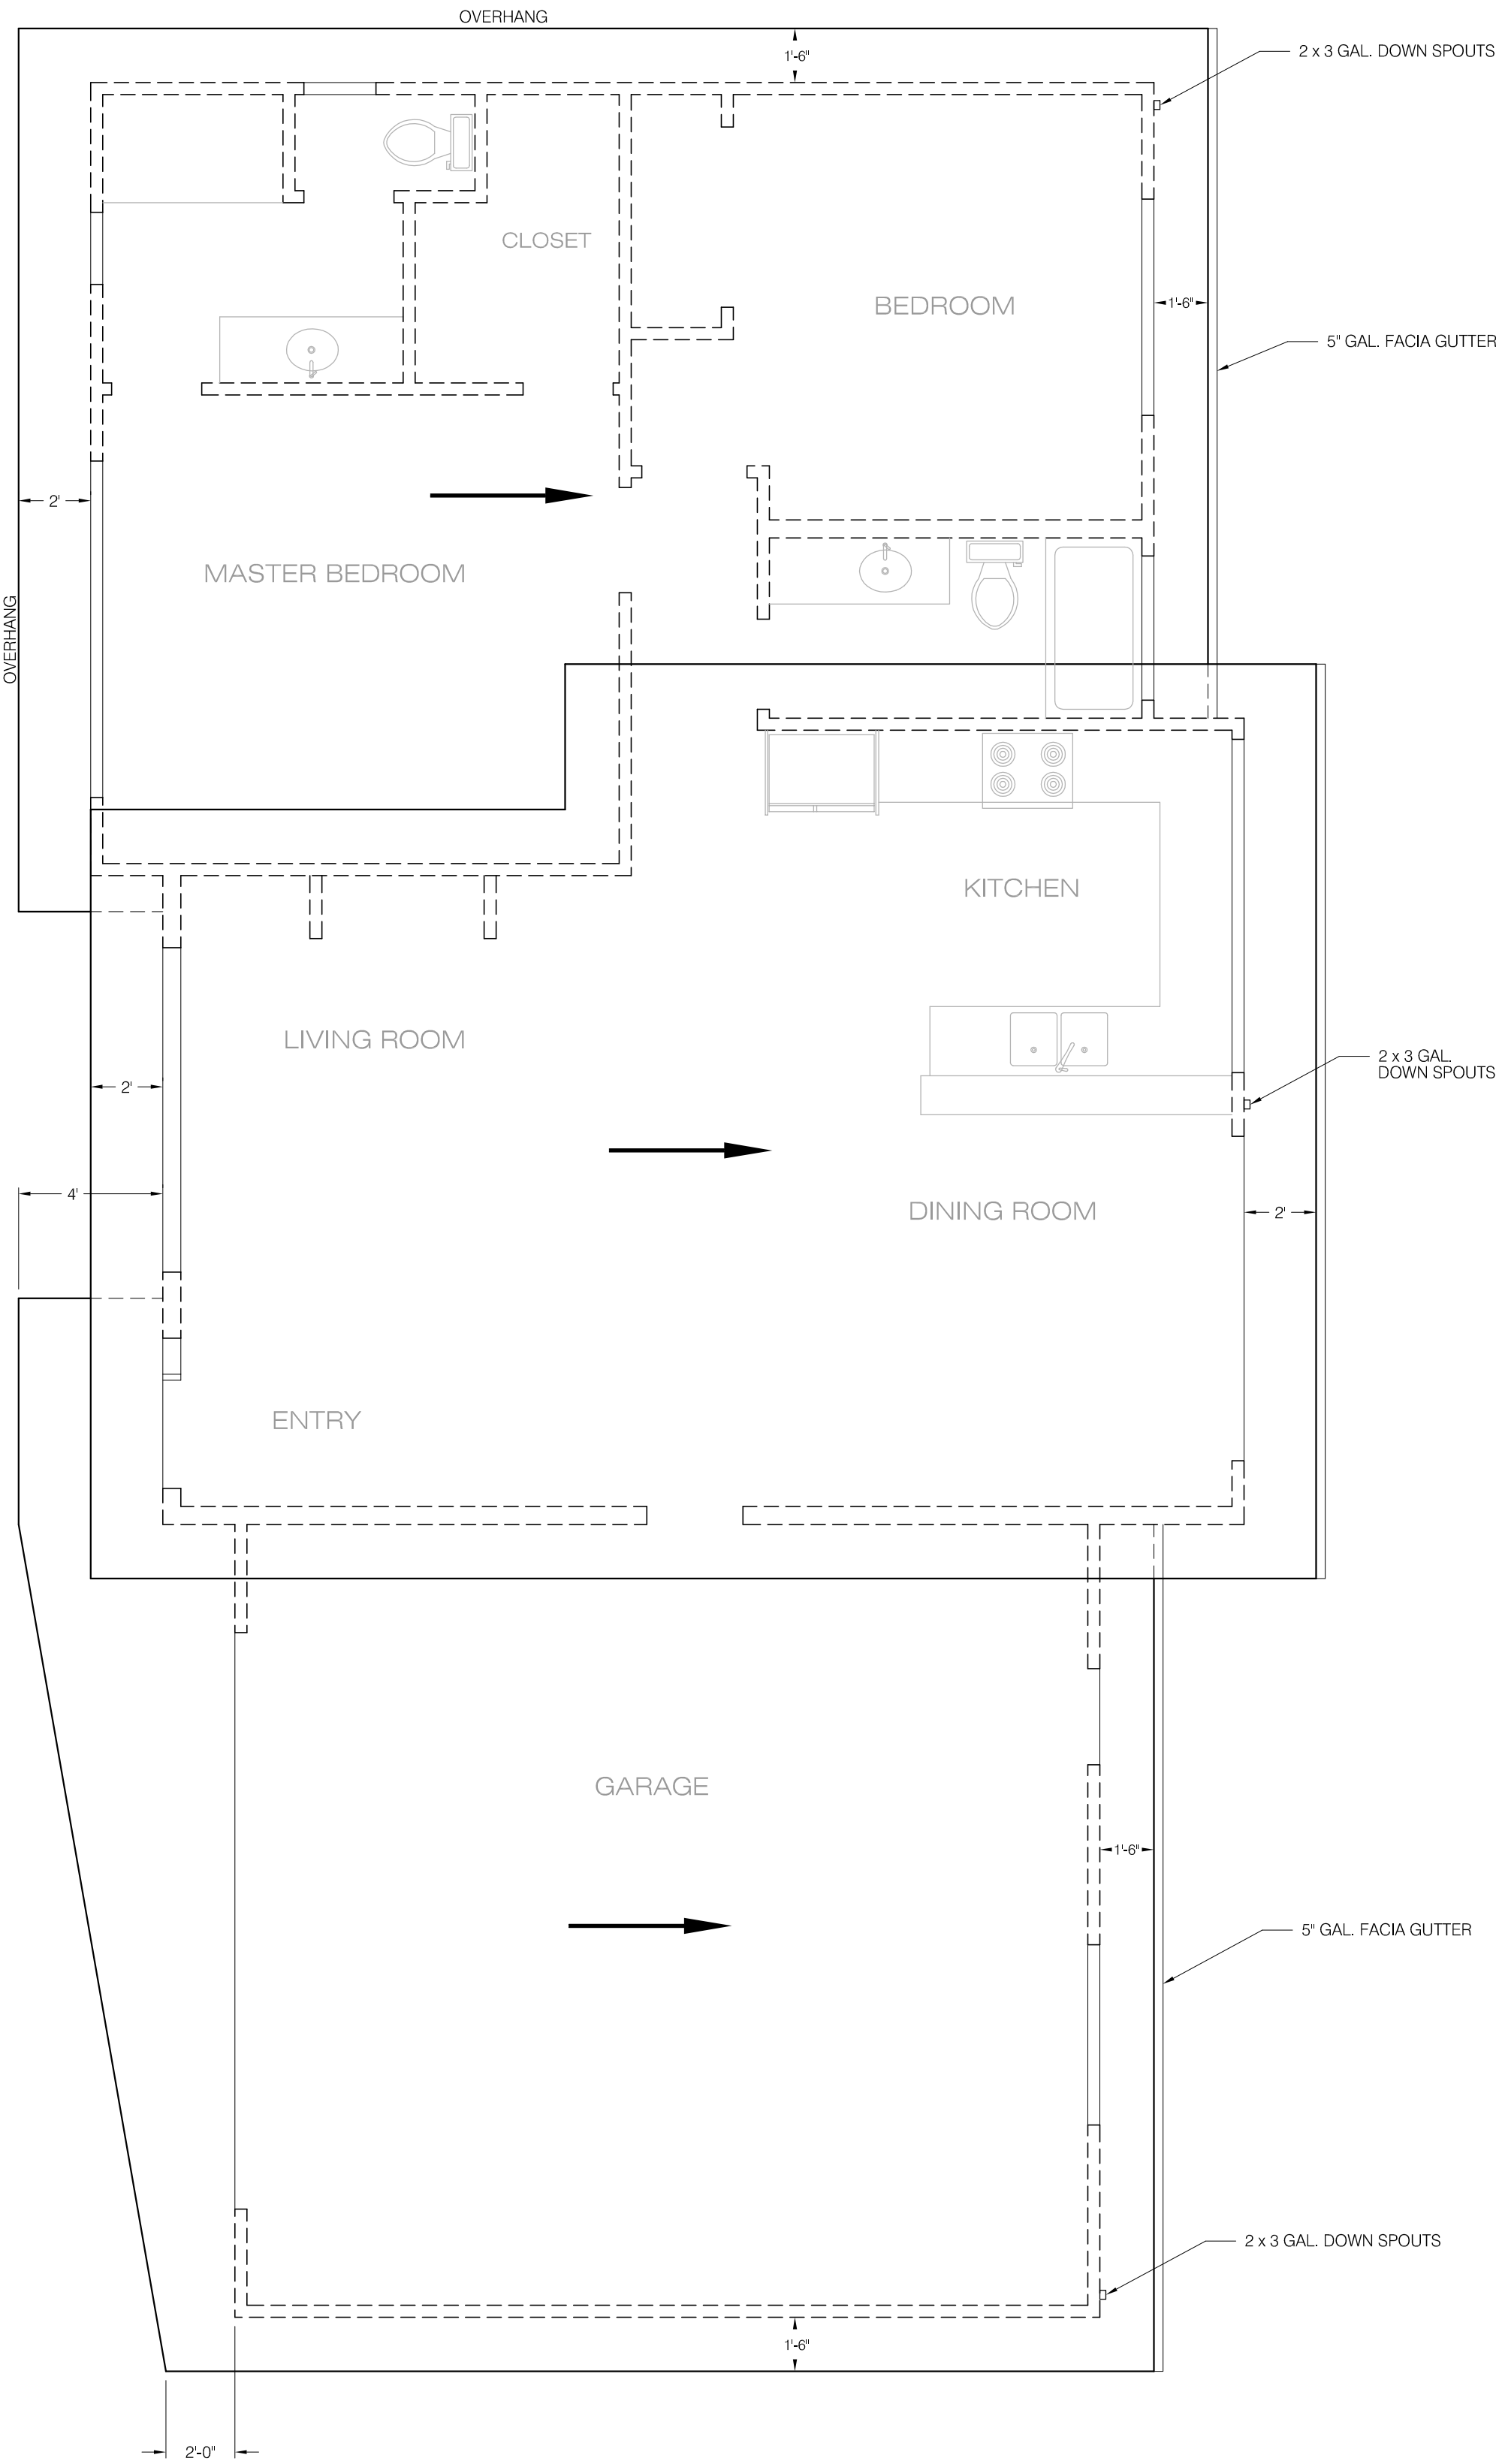 OVERHANG
1'-6"
2 x 3 GAL. DOWN SPOUTS
CLOSET
BEDROOM
1'-6"
5" GAL. FACIA GUTTER
2'
MASTER BEDROOM
OVERHANG
KITCHEN
LIVING ROOM
2 x 3 GAL.
DOWN SPOUTS
2'
4'
DINING ROOM
2'
ENTRY
GARAGE
1'-6"
5" GAL. FACIA GUTTER
2 x 3 GAL. DOWN SPOUTS
1'-6"
2'-0"